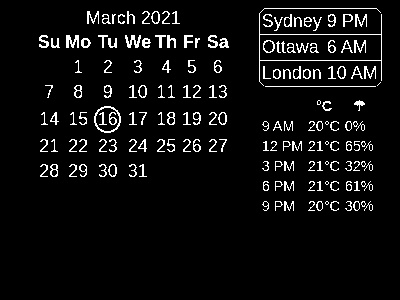 March 2021
Su Mo Tu We Th Fr Sa
1 2 3 4 5 6
7 8 9 10 11 12 13
14 15 16 17 18 19 20
21 22 23 24 25 26 27
28 29 30 31
Sydney 9 PM
Ottawa 6 AM
London 10 AM
°C ☂
9 AM 20°C 0%
12 PM 21°C 65%
3 PM 21°C 32%
6 PM 21°C 61%
9 PM 20°C 30%